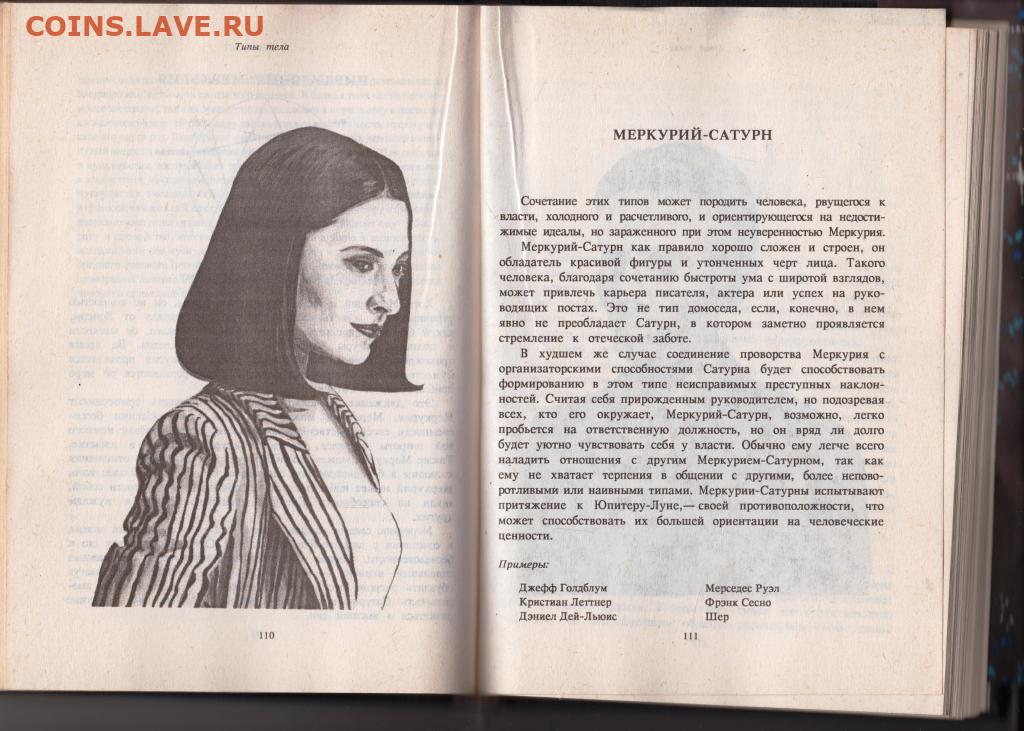 COINS.LAVE.RU
Типы тела
110
МЕРКУРИЙ-САТУРН
Сочетание этих типов может породить человека, рвущегося к
власти, холодного и расчетливого, и ориентирующегося на недости-
жимые идеалы, но зараженного при этом неуверенностью Меркурия.
Меркурий-Сатурн как правило хорошо сложен и строен, он
обладатель красивой фигуры и утонченных черт лица. Такого
человека, благодаря сочетанию быстроты ума с широтой взглядов,
может привлечь карьера писателя, актера или успех на руко-
водящих постах. Это не тип домоседа, если, конечно, в нем
явно не преобладает Сатурн, в котором заметно проявляется
стремление к отеческой заботе.
В худшем же случае соединение проворства Меркурия с
организаторскими способностями Сатурна будет способствовать
формированию в этом типе неисправимых преступных наклон-
ностей. Считая себя прирожденным руководителем, но подозревая
всех, кто его окружает, Меркурий-Сатурн, возможно, легко
пробьется на ответственную должность, но он вряд ли долго
будет уютно чувствовать себя у власти. Обычно ему легче всего
наладить отношения с другим Меркурием-Сатурном, так как
ему не хватает терпения в общении с другими, более непово-
ротливыми или наивными типами. Меркурии-Сатурны испытывают
притяжение к Юпитеру-Луне,— своей противоположности, что
может способствовать их большей ориентации на человеческие
ценности.
Примеры:
Джефф Голдблум
Кристиан Леттнер
Дэниел Дей-Льюис
Мерседес Руэл
Фрэнк Сесно
Шер
111